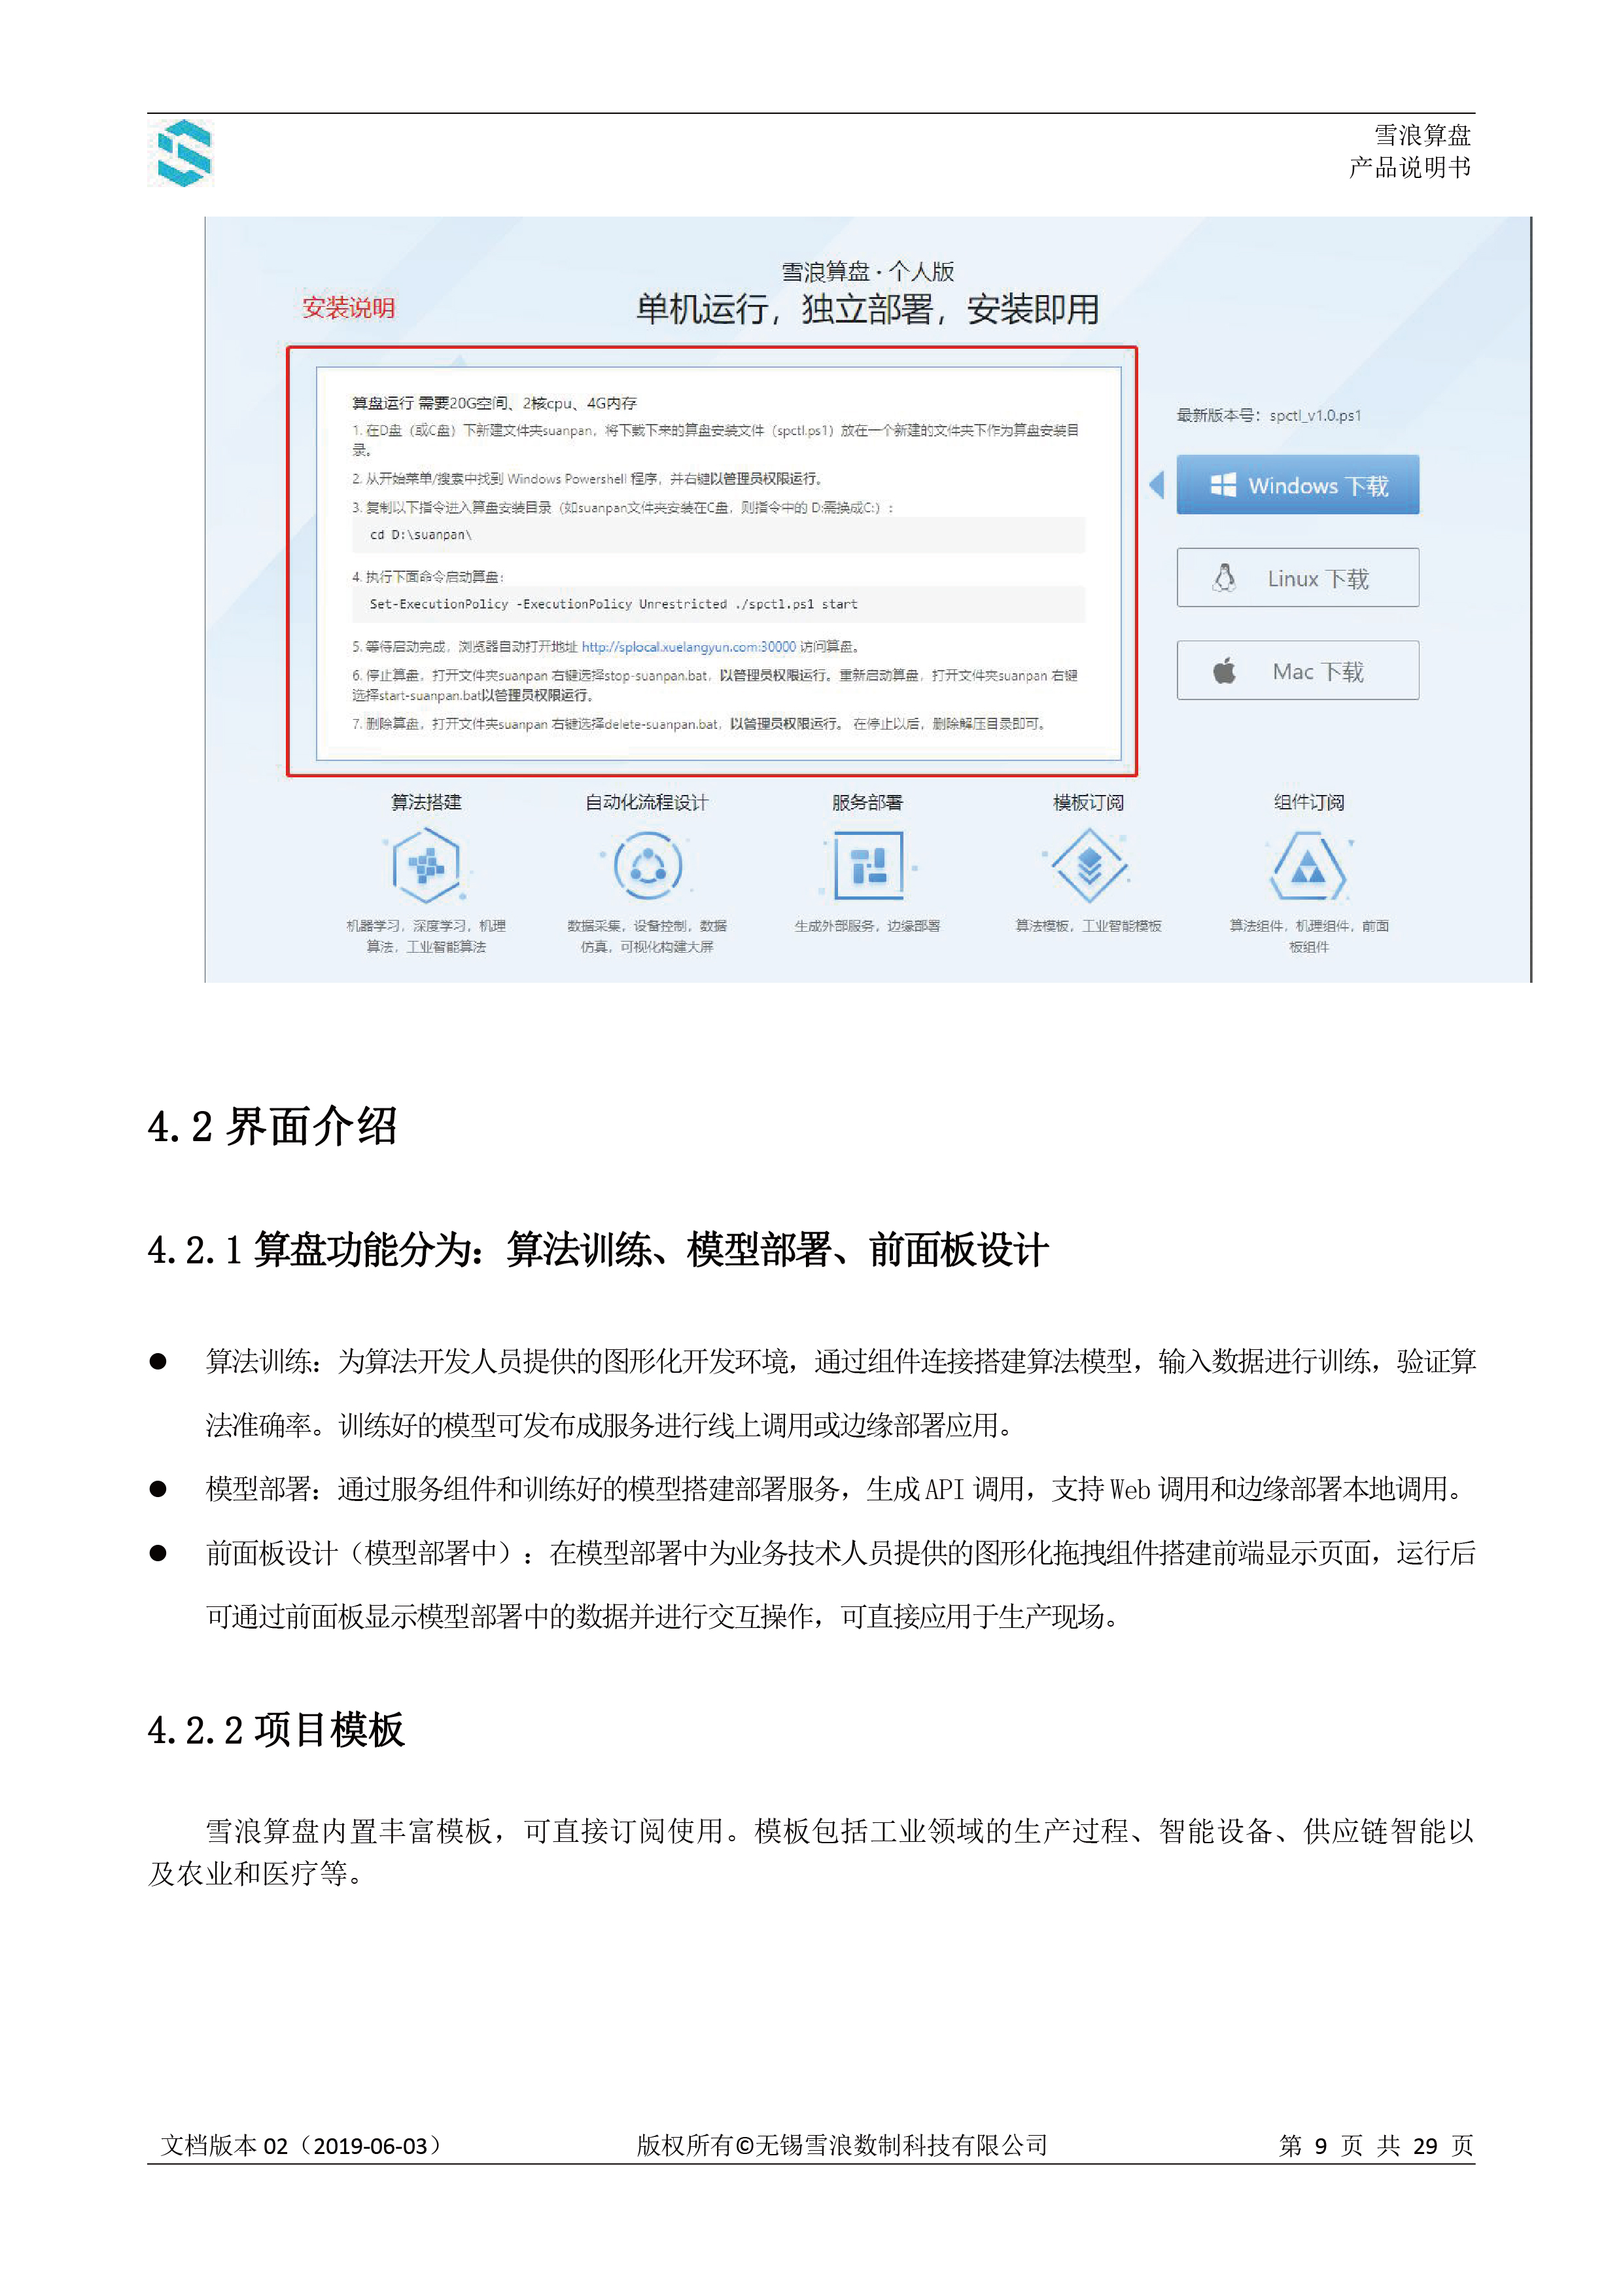 雪浪算盘
产品说明书
雪浪算盘·个人版
安装说明
单机运行，独立部署，安装即用
算盘运行 需要20G空间、2核cpu、4G内存
1. 在D盘（或C盘）下新建文件夹suanpan，将下载下来的算盘安装文件（spctl.ps1）放在一个新建的文件夹下作为算盘安装目
录。
2. 从开始菜单/搜索中找到 Windows Powershell 程序，并右键以管理员权限运行。
3. 复制以下指令进入算盘安装目录（如suanpan文件夹安装在C盘，则指令中的 D:需换成C:）:
cd D:\suanpan\
4. 执行下面命令启动算盘:
Set-ExecutionPolicy -ExecutionPolicy Unrestricted ./spctl.ps1 start
5. 等待启动完成，浏览器自动打开地址 http://splocal.xuelangyun.com:30000 访问算盘。
6. 停止算盘，打开文件夹suanpan 右键选择stop-suanpan.bat，以管理员权限运行。重新启动算盘，打开文件夹suanpan 右键
选择start-suanpan.bat以管理员权限运行。
7. 删除算盘，打开文件夹suanpan 右键选择delete-suanpan.bat，以管理员权限运行。 在停止以后，删除解压目录即可。
最新版本号：spctl_v1.0.ps1
Windows 下载
Linux 下载
Mac 下载
算法搭建
自动化流程设计
服务部署
模板订阅
组件订阅
机器学习，深度学习，机理
算法，工业智能算法
数据采集，设备控制，数据
仿真，可视化构建大屏
生成外部服务，边缘部署
算法模板，工业智能模板
算法组件，机理组件，前面
板组件
4.2 界面介绍
4.2.1 算盘功能分为：算法训练、模型部署、前面板设计
● 算法训练：为算法开发人员提供的图形化开发环境，通过组件连接搭建算法模型，输入数据进行训练，验证算
法准确率。训练好的模型可发布成服务进行线上调用或边缘部署应用。
● 模型部署：通过服务组件和训练好的模型搭建部署服务，生成 API 调用，支持 Web 调用和边缘部署本地调用。
● 前面板设计（模型部署中）：在模型部署中为业务技术人员提供的图形化拖拽组件搭建前端显示页面，运行后
可通过前面板显示模型部署中的数据并进行交互操作，可直接应用于生产现场。
4.2.2 项目模板
雪浪算盘内置丰富模板，可直接订阅使用。模板包括工业领域的生产过程、智能设备、供应链智能以
及农业和医疗等。
文档版本 02（2019-06-03）
版权所有©无锡雪浪数制科技有限公司
第 9 页 共 29 页